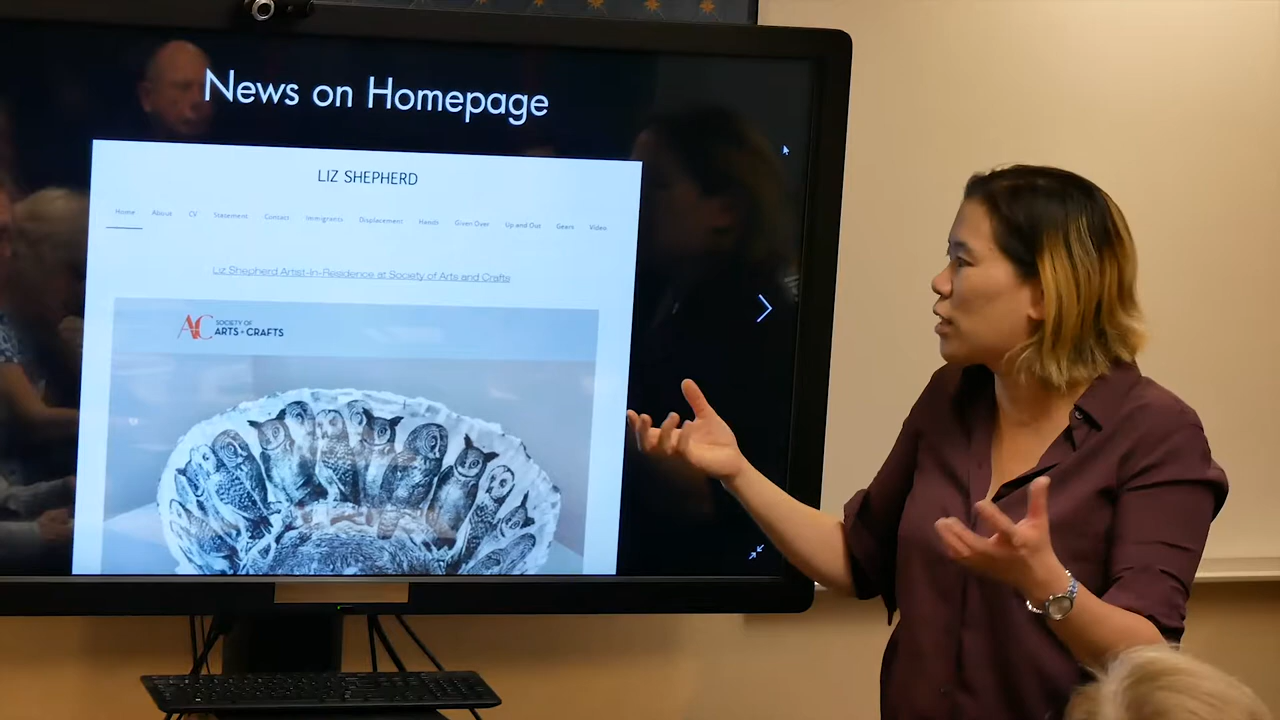 News on Homepage
LIZ SHEPHERD
Home About CV Statement Contact Immigrants Displacement Hands Given Over Up and Out Gears Video
Liz Shepherd Artist-In-Residence at Society of Arts and Crafts
AC SOCIETY OF
ARTS + CRAFTS